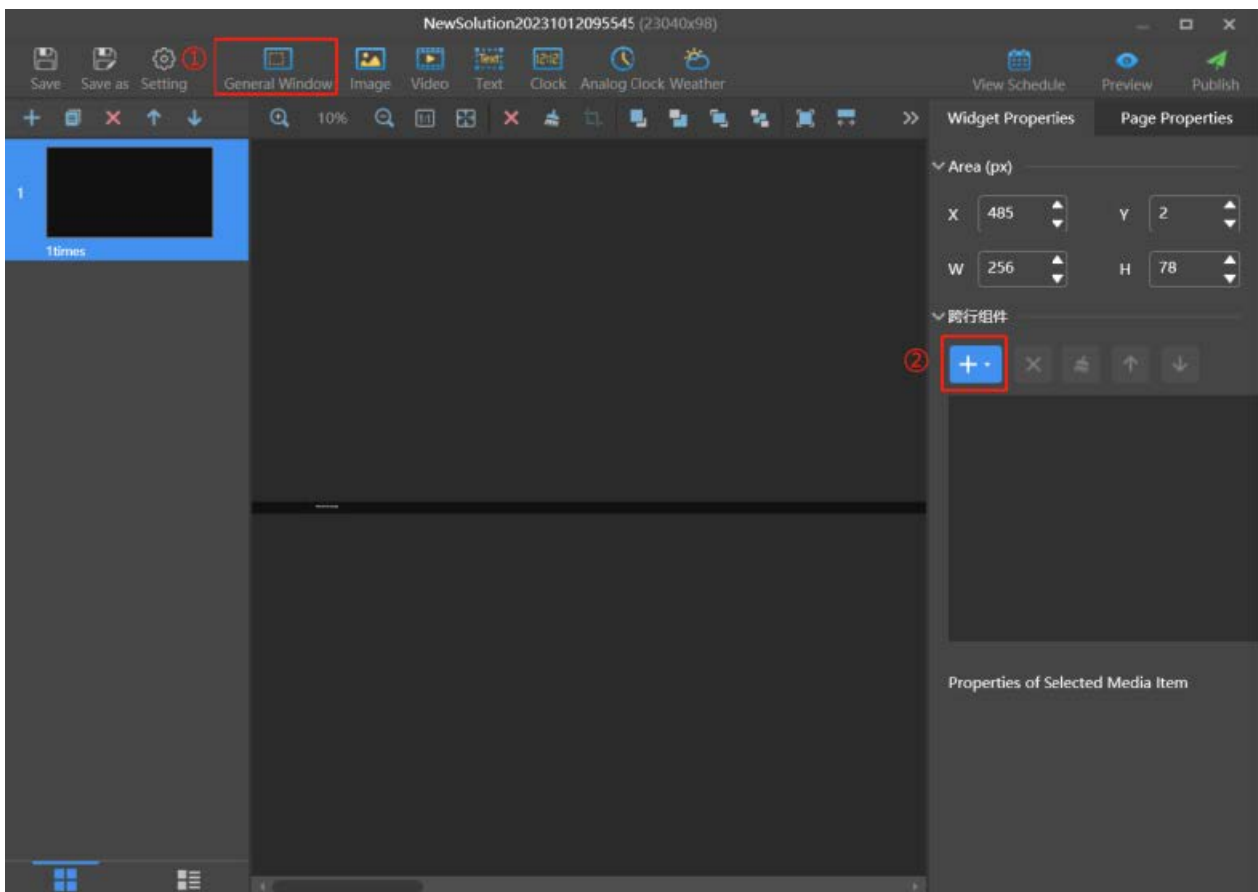 NewSolution20231012095545 (23040x98)
Save Save as Setting ① General Window Image Video Text Clock Analog Clock Weather View Schedule Preview Publish
10% 1:1 Widget Properties Page Properties
Area (px)
1
X 485 Y 2
1times
W 256 H 78
跨行组件
②
Properties of Selected Media Item